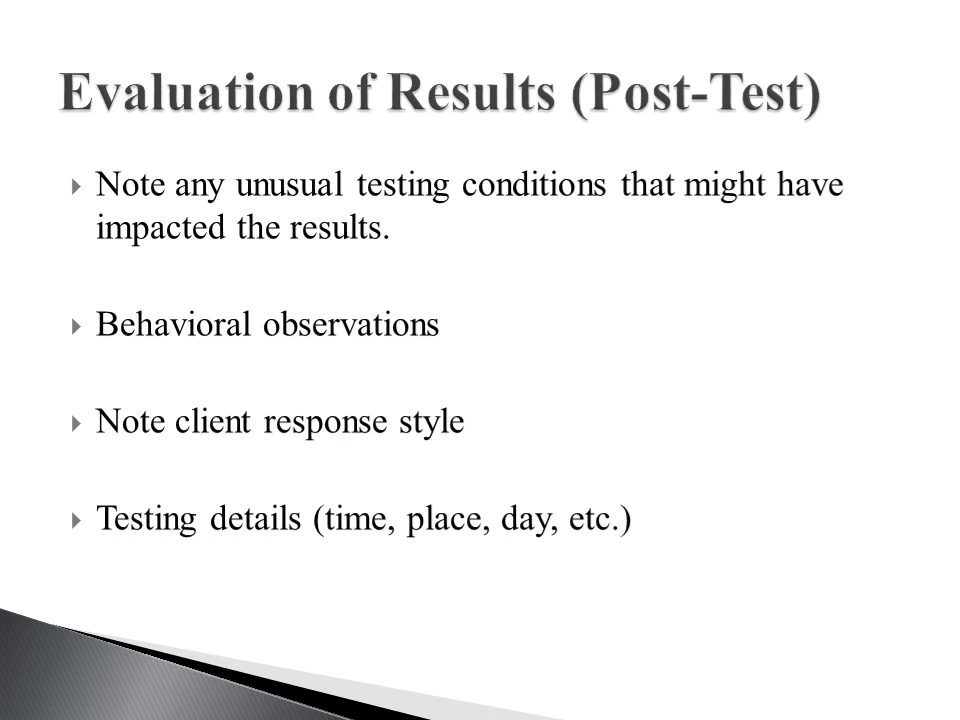 Evaluation of Results (Post-Test)
Note any unusual testing conditions that might have
impacted the results.
Behavioral observations
Note client response style
Testing details (time, place, day, etc.)